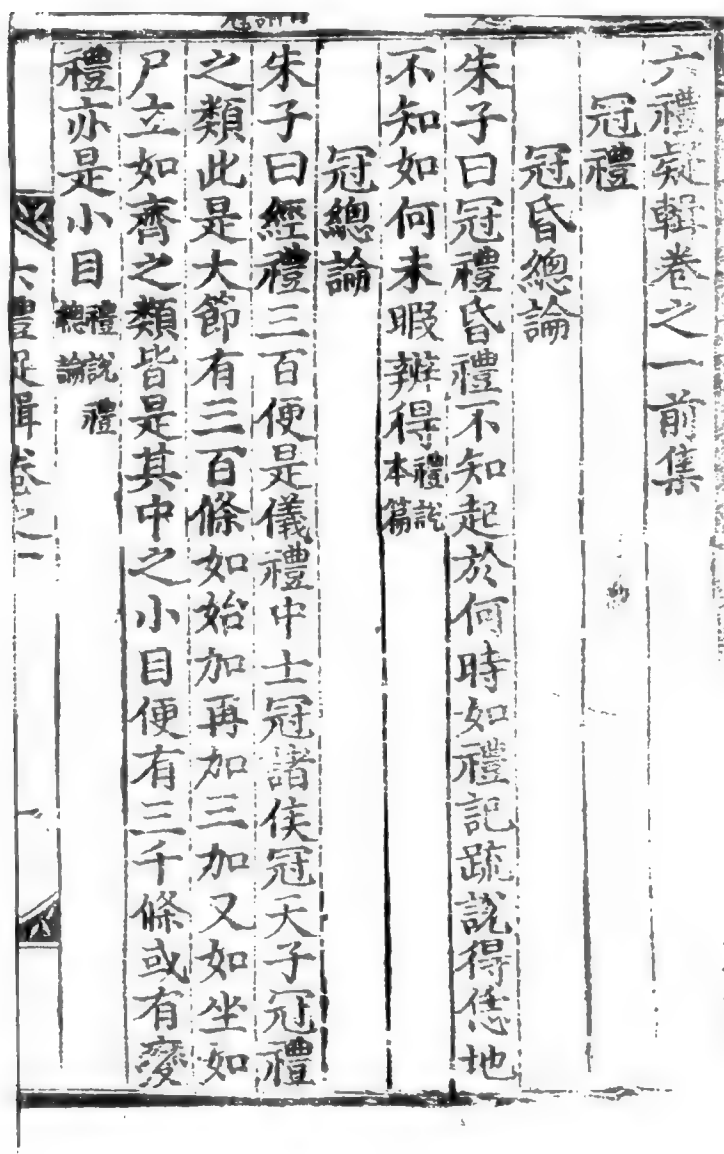 六禮疑輯卷之一前集
冠禮
冠昏總論
朱子曰冠禮昏禮不知起於何時如禮記疏說得恁地
不知如何未暇辨得禮說本篇
冠總論
朱子曰經禮三百便是儀禮中士冠諸侯冠天子冠禮
之類此是大節有三百條如始加再加三加又如坐如
尸立如齊之類皆是其中之小目便有三千條或有變
禮亦是小目禮說禮總論
六禮疑輯卷之一
一